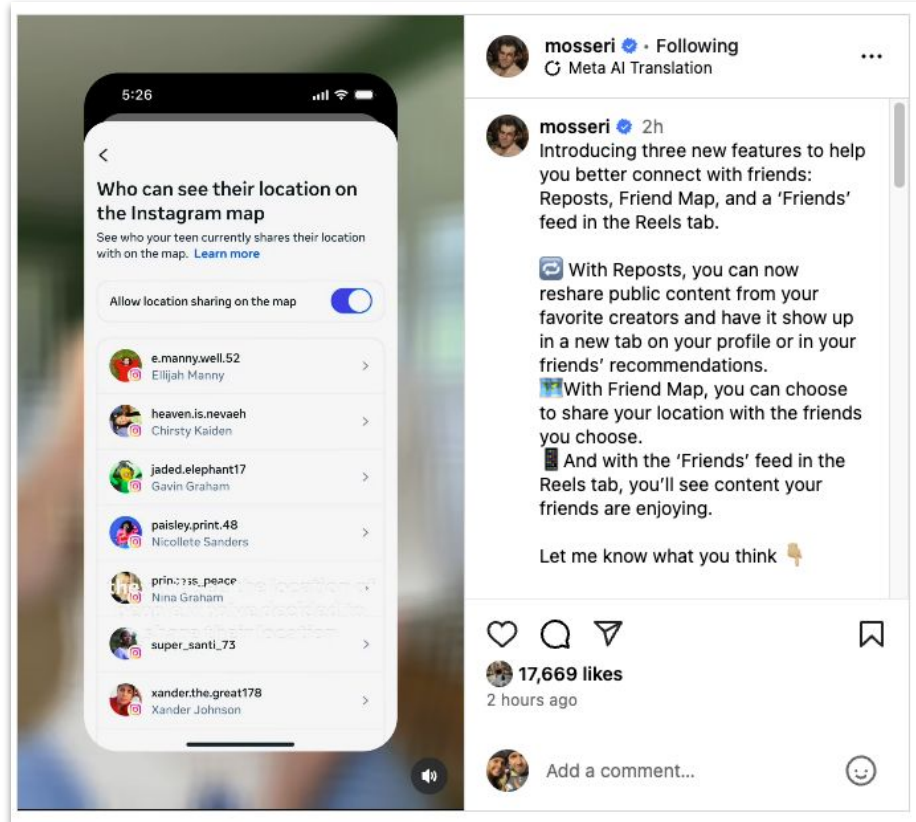 5:26
Who can see their location on
the Instagram map
See who your teen currently shares their location
with on the map. Learn more
Allow location sharing on the map
e.manny.well.52
Ellijah Manny
heaven.is.nevaeh
Chirsty Kaiden
jaded.elephant17
Gavin Graham
paisley.print.48
Nicollete Sanders
princess_peace
Nina Graham
super_santi_73
xander.the.great178
Xander Johnson
mosseri • Following
Meta AI Translation
mosseri 2h
Introducing three new features to help
you better connect with friends:
Reposts, Friend Map, and a ‘Friends’
feed in the Reels tab.
🔁 With Reposts, you can now
reshare public content from your
favorite creators and have it show up
in a new tab on your profile or in your
friends’ recommendations.
🗺️With Friend Map, you can choose
to share your location with the friends
you choose.
📱And with the ‘Friends’ feed in the
Reels tab, you’ll see content your
friends are enjoying.
Let me know what you think 👇🏼
17,669 likes
2 hours ago
Add a comment...